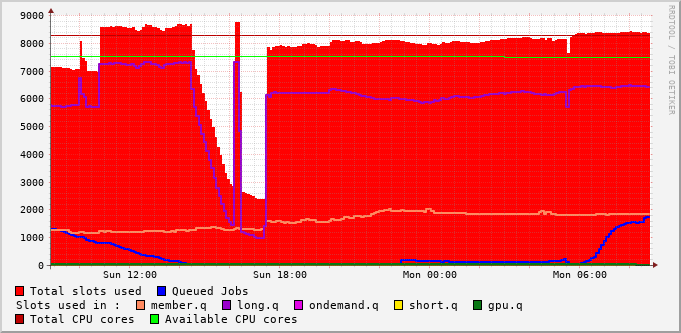 9000
8000
7000
6000
5000
4000
3000
2000
1000
0
Sun 12:00 Sun 18:00 Mon 00:00 Mon 06:00
RRDTOOL / TOBI OETIKER
Total slots used Queued Jobs
Slots used in : member.q long.q ondemand.q short.q gpu.q
Total CPU cores Available CPU cores